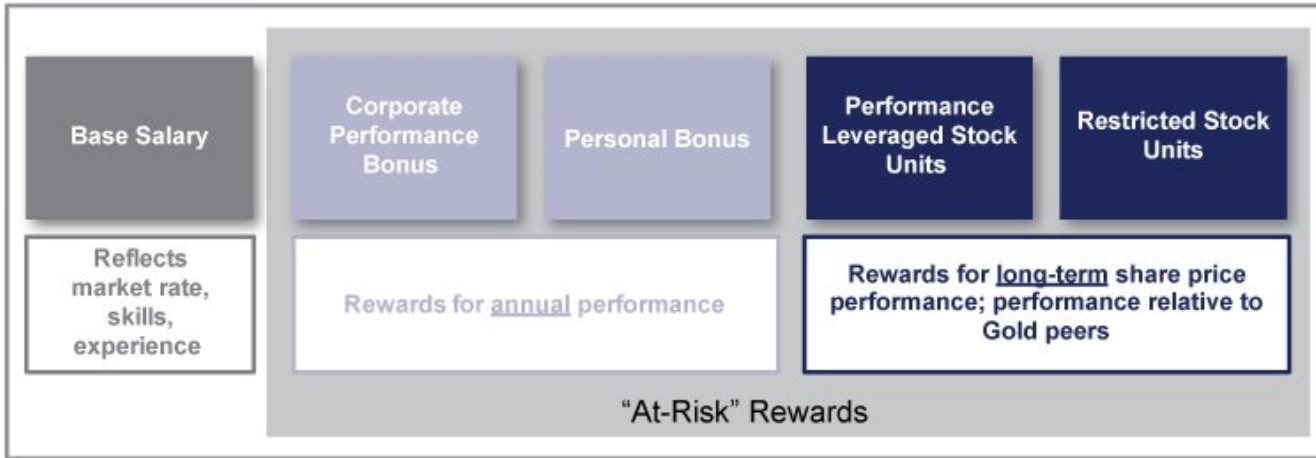 Base Salary
Corporate
Performance
Bonus
Personal Bonus
Performance
Leveraged Stock
Units
Restricted Stock
Units
Reflects
market rate,
skills,
experience
Rewards for annual performance
Rewards for long-term share price
performance; performance relative to
Gold peers
“At-Risk” Rewards